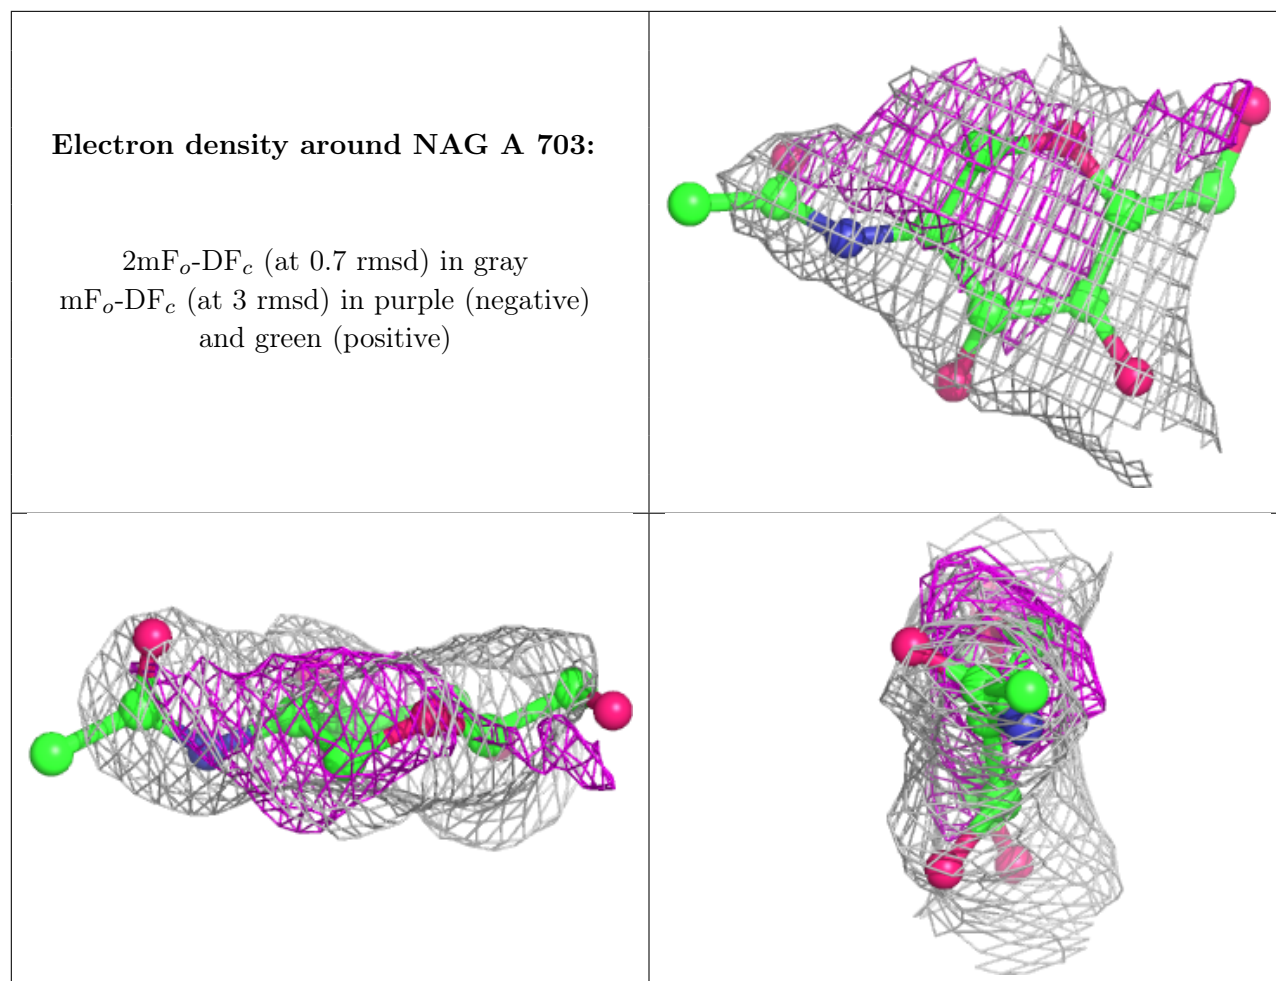 Electron density around NAG A 703:
2mFo-DFc (at 0.7 rmsd) in gray
mFo-DFc (at 3 rmsd) in purple (negative)
and green (positive)